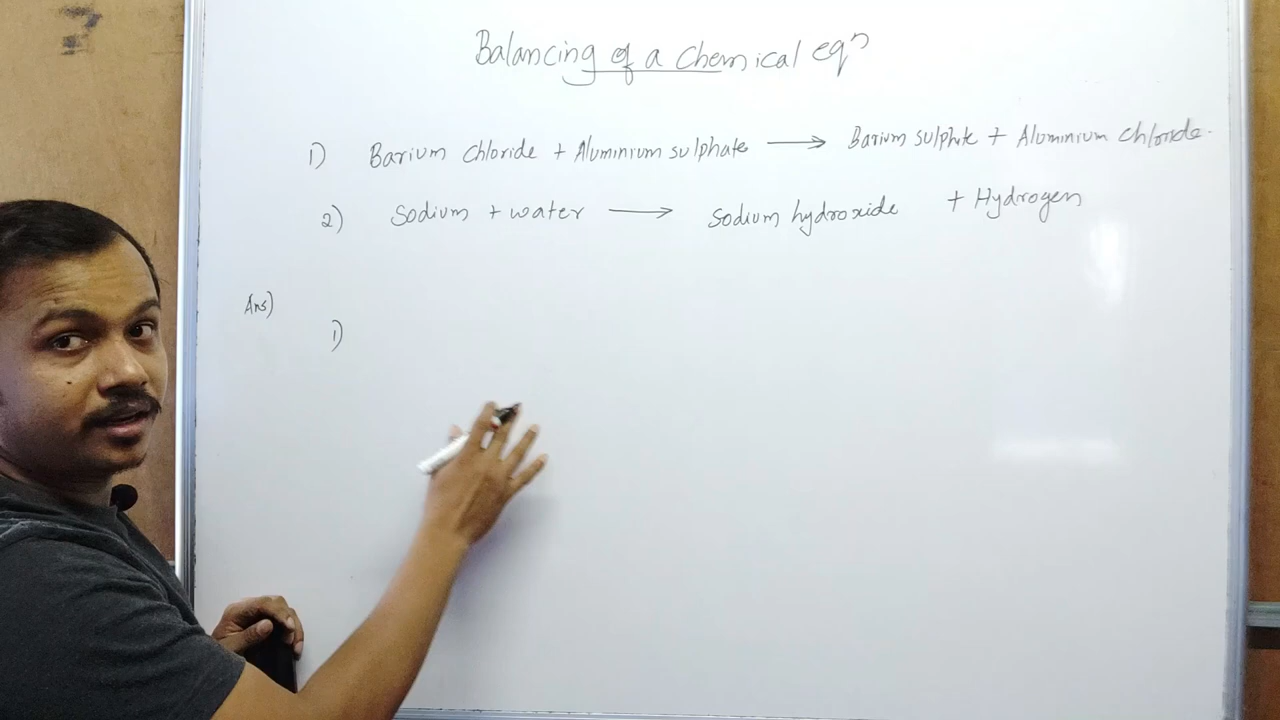 Balancing of a Chemical eqn
1) Barium chloride + Aluminium sulphate → Barium sulphate + Aluminium chloride.
2) Sodium + water → Sodium hydroxide + Hydrogen
Ans)
1)